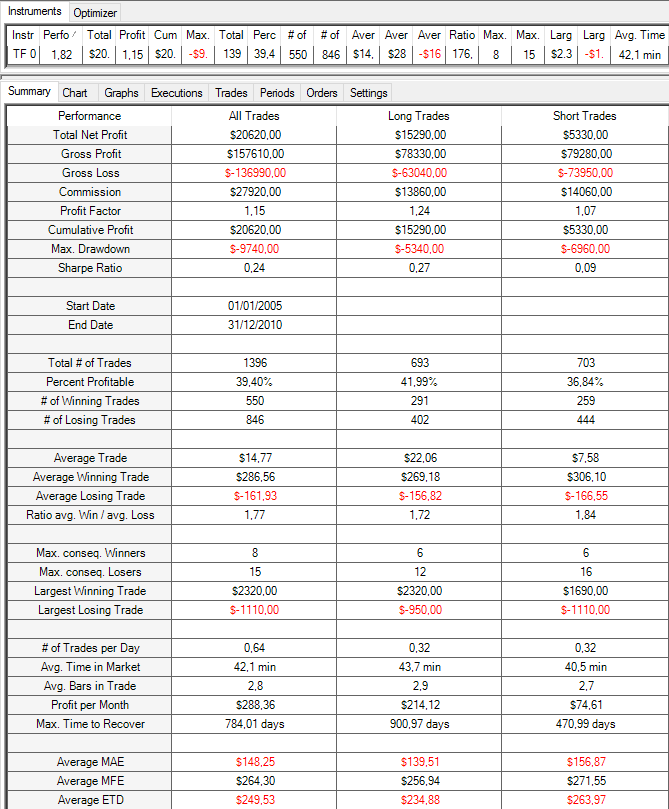 Instruments Optimizer
Instr Perfo Total Profit Cum Max. Total Perc # of # of Aver Aver Aver Ratio Max. Max. Larg Larg Avg. Time
TF 0 1,82 $20. 1,15 $20. -$9. 139 39,4 550 846 $14, $28 -$16 176, 8 15 $2.3 -$1. 42,1 min
Summary Chart Graphs Executions Trades Periods Orders Settings
Performance All Trades Long Trades Short Trades
Total Net Profit $20620,00 $15290,00 $5330,00
Gross Profit $157610,00 $78330,00 $79280,00
Gross Loss $-136990,00 $-63040,00 $-73950,00
Commission $27920,00 $13860,00 $14060,00
Profit Factor 1,15 1,24 1,07
Cumulative Profit $20620,00 $15290,00 $5330,00
Max. Drawdown $-9740,00 $-5340,00 $-6960,00
Sharpe Ratio 0,24 0,27 0,09
Start Date 01/01/2005
End Date 31/12/2010
Total # of Trades 1396 693 703
Percent Profitable 39,40% 41,99% 36,84%
# of Winning Trades 550 291 259
# of Losing Trades 846 402 444
Average Trade $14,77 $22,06 $7,58
Average Winning Trade $286,56 $269,18 $306,10
Average Losing Trade $-161,93 $-156,82 $-166,55
Ratio avg. Win / avg. Loss 1,77 1,72 1,84
Max. conseq. Winners 8 6 6
Max. conseq. Losers 15 12 16
Largest Winning Trade $2320,00 $2320,00 $1690,00
Largest Losing Trade $-1110,00 $-950,00 $-1110,00
# of Trades per Day 0,64 0,32 0,32
Avg. Time in Market 42,1 min 43,7 min 40,5 min
Avg. Bars in Trade 2,8 2,9 2,7
Profit per Month $288,36 $214,12 $74,61
Max. Time to Recover 784,01 days 900,97 days 470,99 days
Average MAE $148,25 $139,51 $156,87
Average MFE $264,30 $256,94 $271,55
Average ETD $249,53 $234,88 $263,97